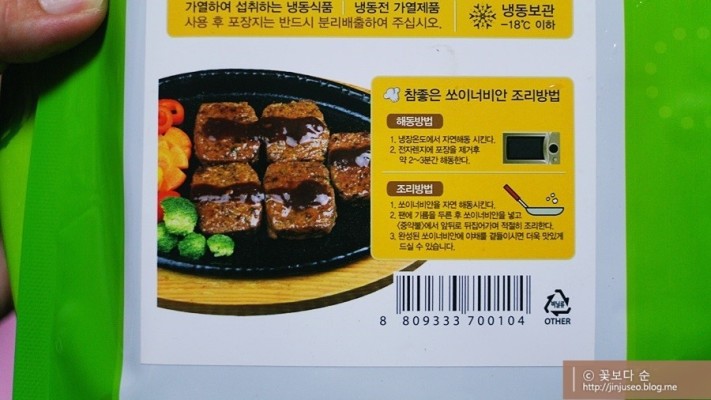 가열하여 섭취하는 냉동식품 | 냉동전 가열제품
사용 후 포장지는 반드시 분리배출하여 주십시오.
냉동보관
-18℃ 이하
참좋은 쏘이너비안 조리방법
해동방법
1. 냉장온도에서 자연해동 시킨다.
2. 전자렌지에 포장을 제거후
약 2~3분간 해동한다.
조리방법
1. 쏘이너비안을 자연 해동시킨다.
2. 팬에 기름을 두른 후 쏘이너비안을 넣고
<중약불>에서 앞뒤로 뒤집어가며 적절히 조리한다.
3. 완성된 쏘이너비안에 야채를 곁들이시면 더욱 맛있게
드실 수 있습니다.
8 809333 700104
OTHER
ⓒ 꽃보다 순
http://jinjuseo.blog.me